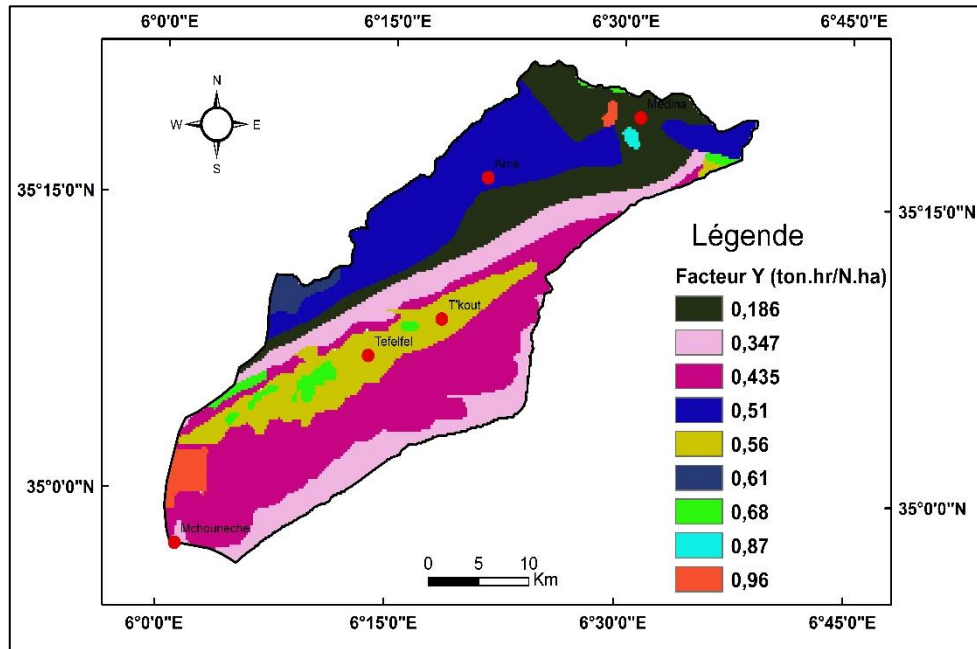 6°0'0"E 6°15'0"E 6°30'0"E 6°45'0"E
N
W E
S
Medina
Arris
35°15'0"N 35°15'0"N
Légende
Facteur Y (ton.hr/N.ha)
0,186
T'kout
0,347
Tefelfel
0,435
0,51
0,56
35°0'0"N 35°0'0"N
0,61
0,68
Mchouneche
0,87
0 5 10
Km
0,96
6°0'0"E 6°15'0"E 6°30'0"E 6°45'0"E